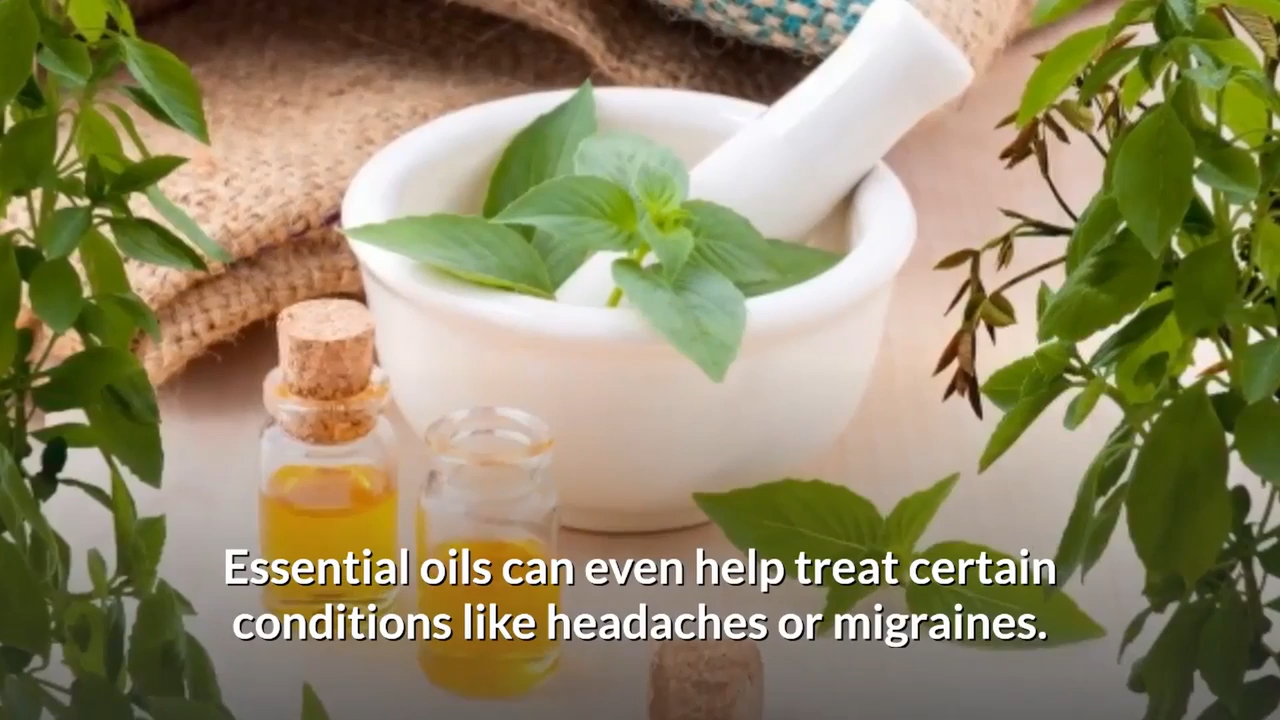 Essential oils can even help treat certain
conditions like headaches or migraines.